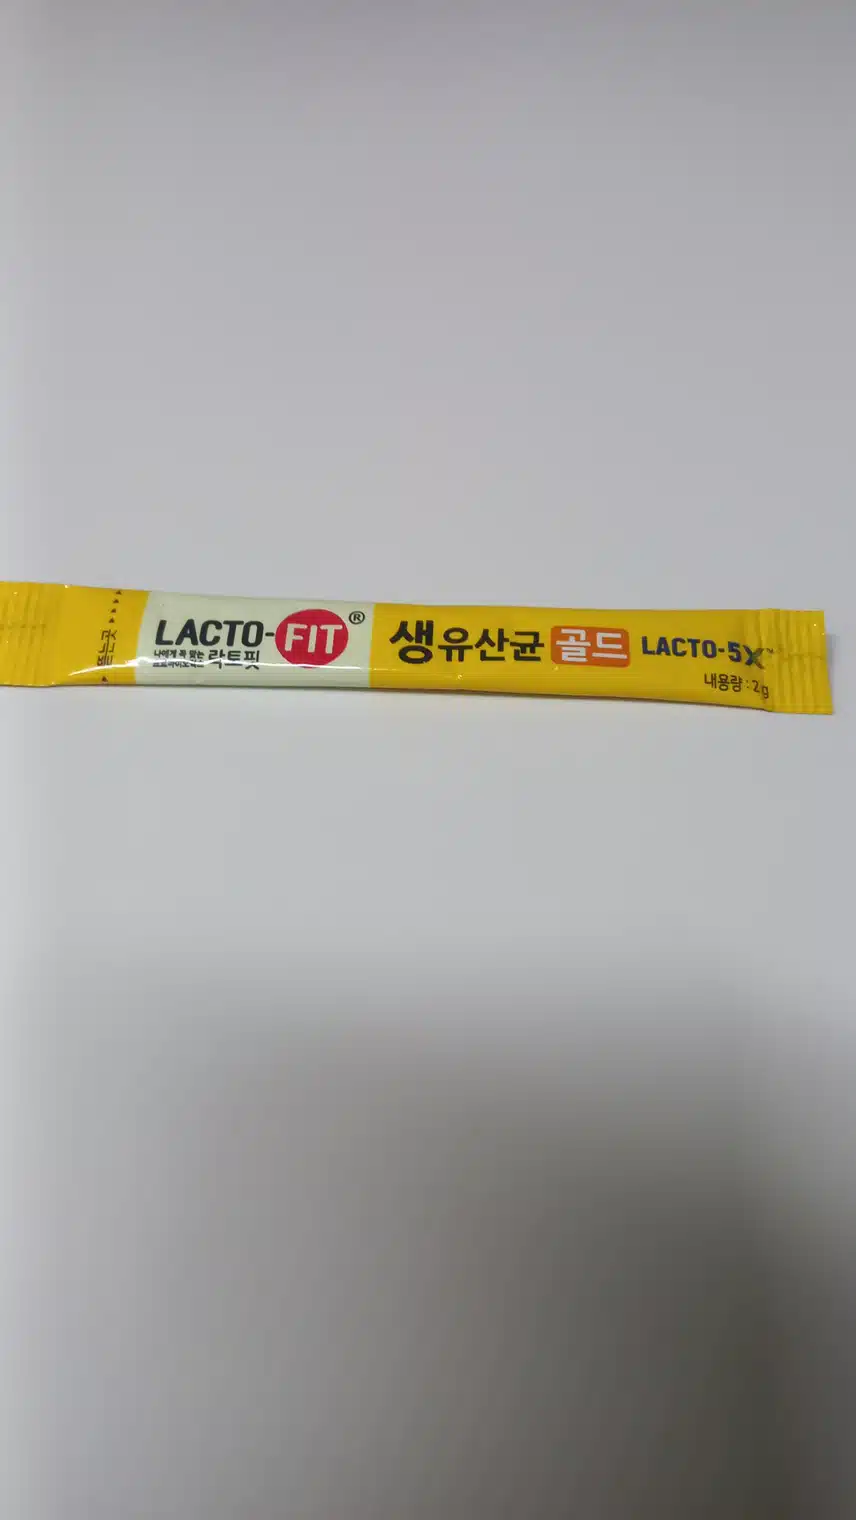 뜯는곳
LACTO-FIT®
나에게 꼭 맞는
프로바이오틱스 락토핏
생유산균 골드 LACTO-5X™
내용량 : 2g